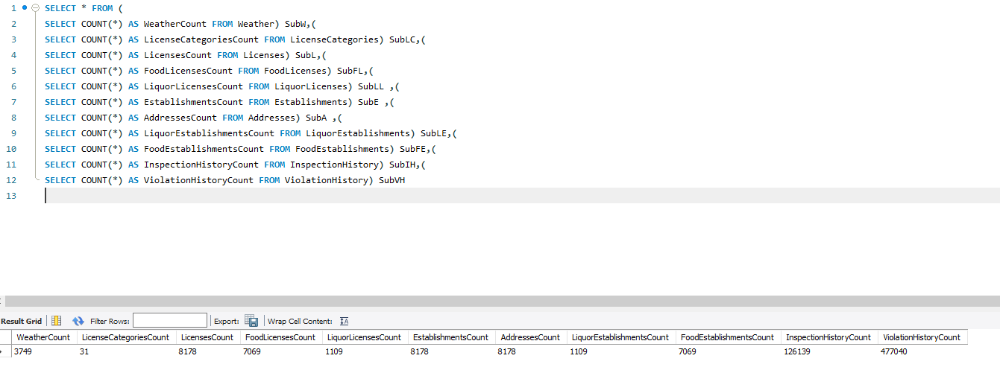 1 SELECT * FROM (
2 SELECT COUNT(*) AS WeatherCount FROM Weather) SubW,(
3 SELECT COUNT(*) AS LicenseCategoriesCount FROM LicenseCategories) SubLC,(
4 SELECT COUNT(*) AS LicensesCount FROM Licenses) SubL,(
5 SELECT COUNT(*) AS FoodLicensesCount FROM FoodLicenses) SubFL,(
6 SELECT COUNT(*) AS LiquorLicensesCount FROM LiquorLicenses) SubLL ,(
7 SELECT COUNT(*) AS EstablishmentsCount FROM Establishments) SubE ,(
8 SELECT COUNT(*) AS AddressesCount FROM Addresses) SubA ,(
9 SELECT COUNT(*) AS LiquorEstablishmentsCount FROM LiquorEstablishments) SubLE,(
10 SELECT COUNT(*) AS FoodEstablishmentsCount FROM FoodEstablishments) SubFE,(
11 SELECT COUNT(*) AS InspectionHistoryCount FROM InspectionHistory) SubIH,(
12 SELECT COUNT(*) AS ViolationHistoryCount FROM ViolationHistory) SubVH
13
Result Grid Filter Rows: Export: Wrap Cell Content: IA
WeatherCount LicenseCategoriesCount LicensesCount FoodLicensesCount LiquorLicensesCount EstablishmentsCount AddressesCount LiquorEstablishmentsCount FoodEstablishmentsCount InspectionHistoryCount ViolationHistoryCount
3749 31 8178 7069 1109 8178 8178 1109 7069 126139 477040